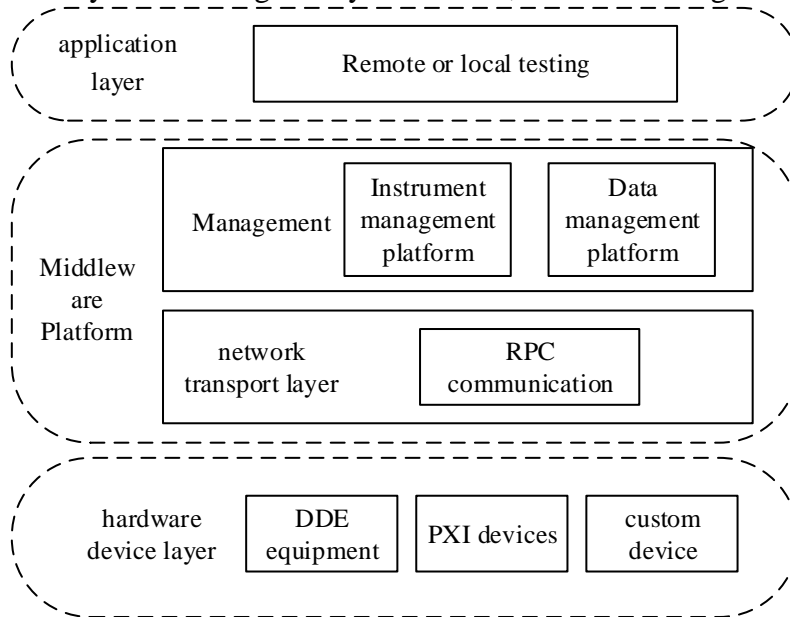 application
layer
Remote or local testing
Middlew
are
Platform
Management
Instrument
management
platform
Data
management
platform
network
transport layer
RPC
communication
hardware
device layer
DDE
equipment
PXI devices
custom
device